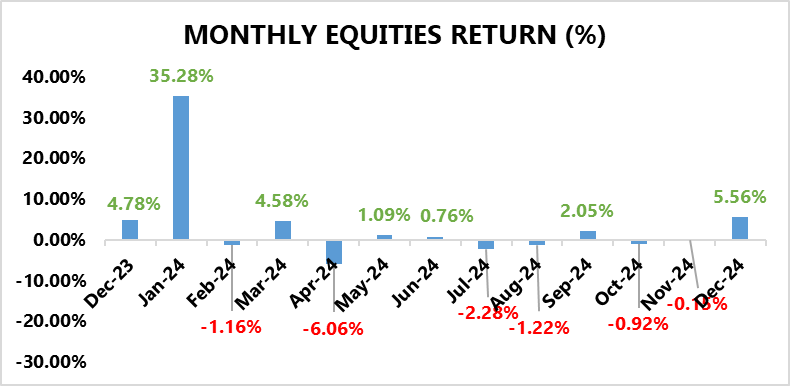 MONTHLY EQUITIES RETURN (%)
40.00%
30.00%
20.00%
10.00%
0.00%
-10.00%
-20.00%
-30.00%
4.78%
35.28%
-1.16%
4.58%
-6.06%
1.09%
0.76%
-2.28%
-1.22%
2.05%
-0.92%
5.56%
Dec-23
Jan-24
Feb-24
Mar-24
Apr-24
May-24
Jun-24
Jul-24
Aug-24
Sep-24
Oct-24
Nov-24
Dec-24